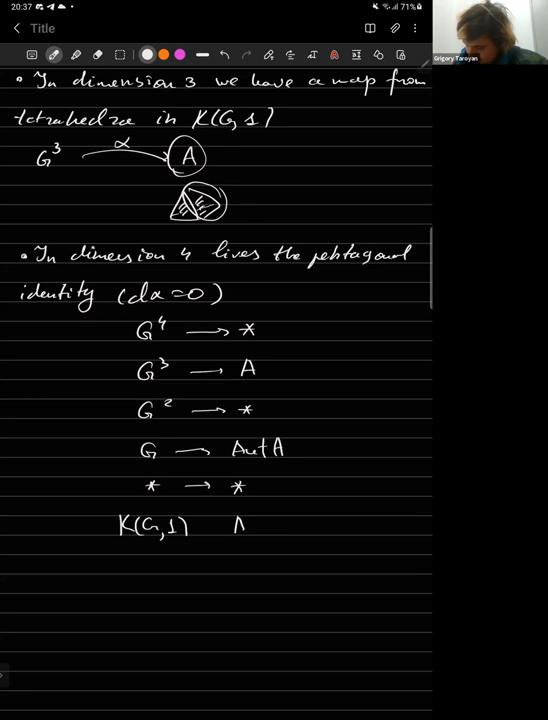 20:37
71%
Title
Grigory Taroyan
• In dimension 3 we have a map from
tetrahedra in K(G,1)
G³ α A
• In dimension 4 lives the pentagonal
identity (dα=0)
G⁴ → *
G³ → A
G² → *
G → Aut A
* → *
K(G,1)